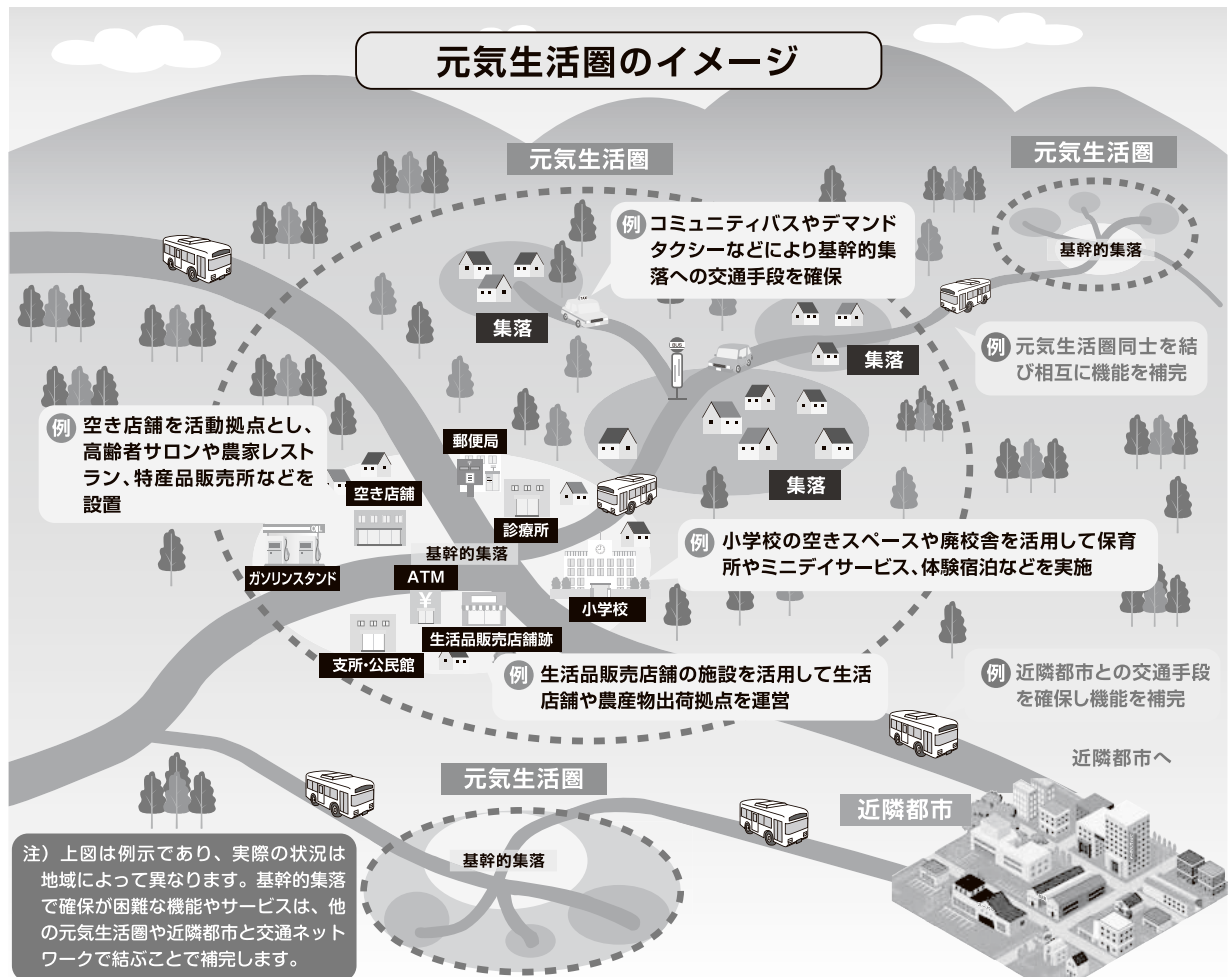 元気生活圏のイメージ
元気生活圏
元気生活圏
例 コミュニティバスやデマンド
タクシーなどにより基幹的集
落への交通手段を確保
基幹的集落
集落
BUS
集落
例 元気生活圏同士を結
び相互に機能を補完
例 空き店舗を活動拠点とし、
高齢者サロンや農家レスト
ラン、特産品販売所などを
設置
郵便局
空き店舗
集落
診療所
OIL
基幹的集落
ガソリンスタンド
ATM
¥
例 小学校の空きスペースや廃校舎を活用して保育
所やミニデイサービス、体験宿泊などを実施
小学校
生活品販売店舗跡
支所・公民館
例 生活品販売店舗の施設を活用して生活
店舗や農産物出荷拠点を運営
例 近隣都市との交通手段
を確保し機能を補完
近隣都市へ
元気生活圏
近隣都市
基幹的集落
注）上図は例示であり、実際の状況は
地域によって異なります。基幹的集落
で確保が困難な機能やサービスは、他
の元気生活圏や近隣都市と交通ネット
ワークで結ぶことで補完します。